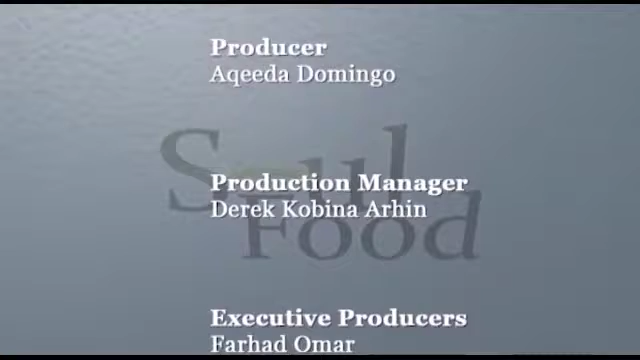 Producer
Aqeeda Domingo
Soul
Food
Production Manager
Derek Kobina Arhin
Executive Producers
Farhad Omar